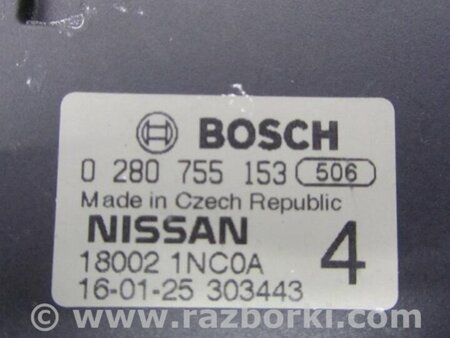 BOSCH
0 280 755 153 506
Made in Czech Republic
NISSAN 4
18002 1NC0A
16-01-25 303443
www.razborki.com